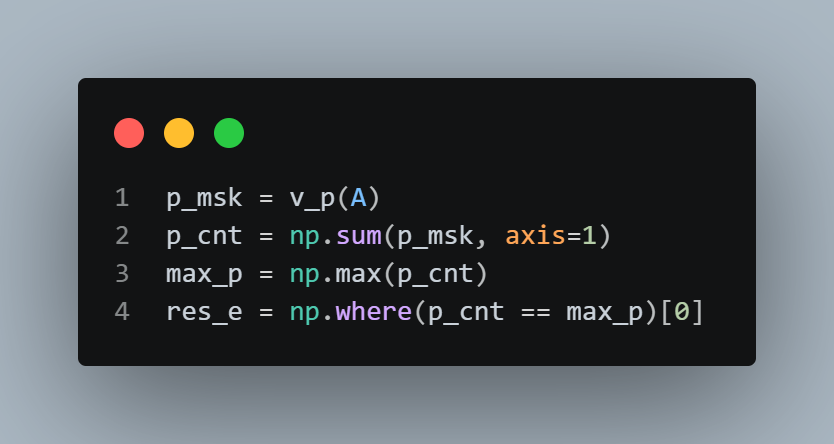 1 p_msk = v_p(A)
2 p_cnt = np.sum(p_msk, axis=1)
3 max_p = np.max(p_cnt)
4 res_e = np.where(p_cnt == max_p)[0]